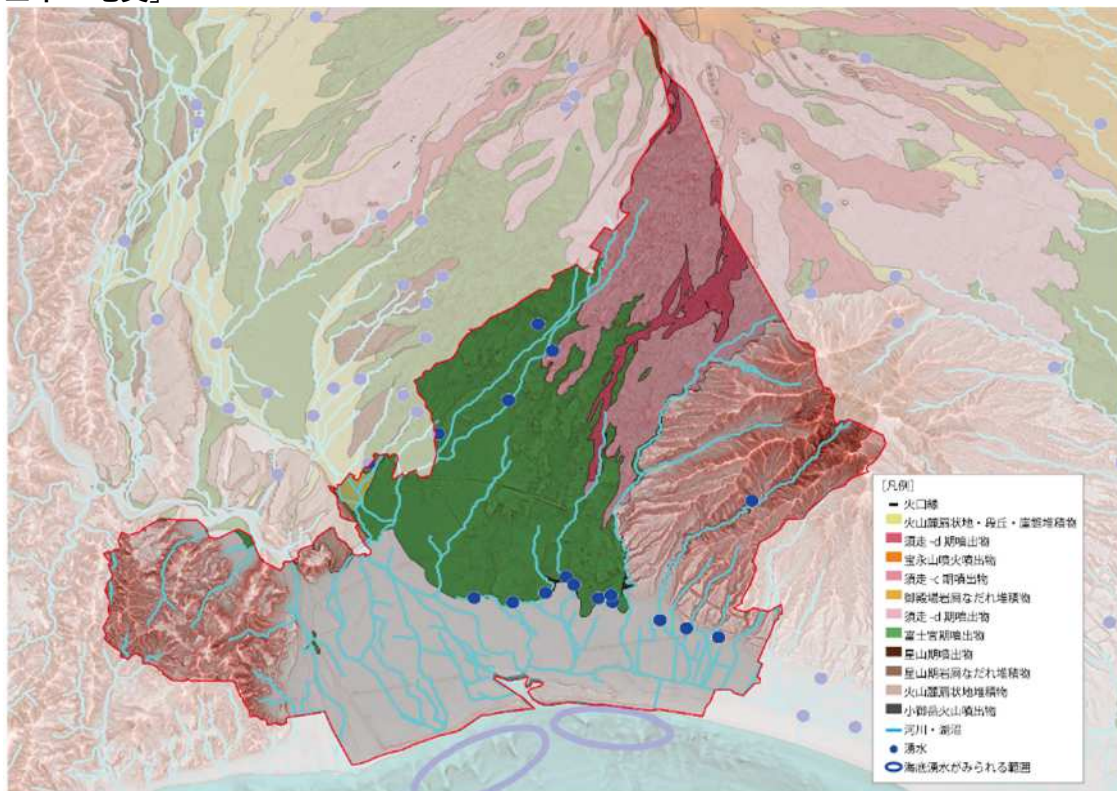 [凡例]
火口縁
火山麓扇状地・段丘・崖錐堆積物
須走-d期噴出物
宝永山噴火噴出物
須走-c期噴出物
御殿場岩屑なだれ堆積物
須走-d期噴出物
富士宮期噴出物
星山期噴出物
星山期岩屑なだれ堆積物
火山麓扇状地堆積物
小御岳火山噴出物
河川・湖沼
湧水
海底湧水がみられる範囲